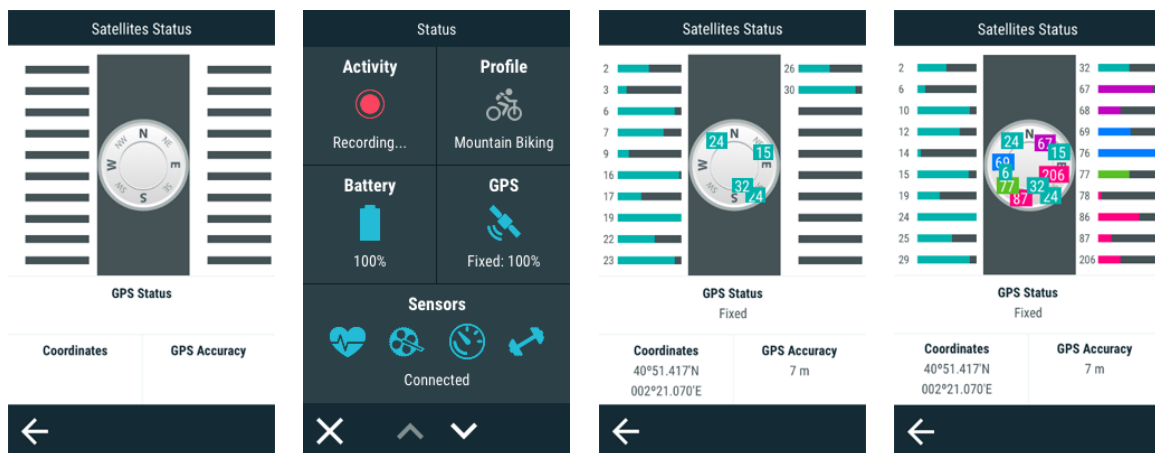 Satellites Status
N
NE
E
SE
S
SW
W
NW
GPS Status
Coordinates
GPS Accuracy
Status
Activity
Profile
Recording...
Mountain Biking
Battery
GPS
100%
Fixed: 100%
Sensors
Connected
Satellites Status
2
3
6
7
9
16
17
19
22
23
26
30
N
24
15
E
W
32
S
24
GPS Status
Fixed
Coordinates
GPS Accuracy
40º51.417'N
7 m
002º21.070'E
Satellites Status
2
6
10
12
14
15
19
24
25
29
32
67
68
69
76
77
78
86
87
206
N
24
67
15
69
6
206
77
32
87
24
GPS Status
Fixed
Coordinates
GPS Accuracy
40º51.417'N
7 m
002º21.070'E